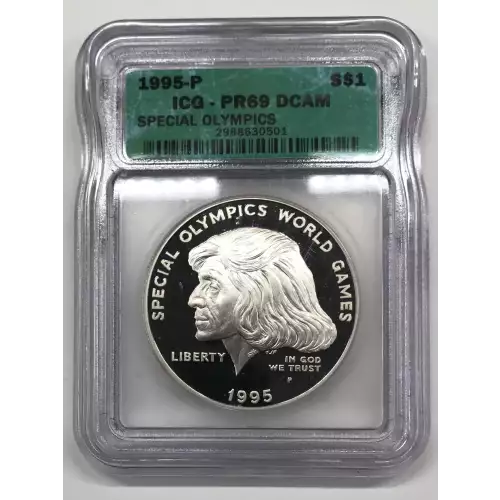 1995-P S$1
ICG - PR69 DCAM
SPECIAL OLYMPICS
2988630501
SPECIAL OLYMPICS WORLD GAMES
LIBERTY
IN GOD
WE TRUST
P
1995